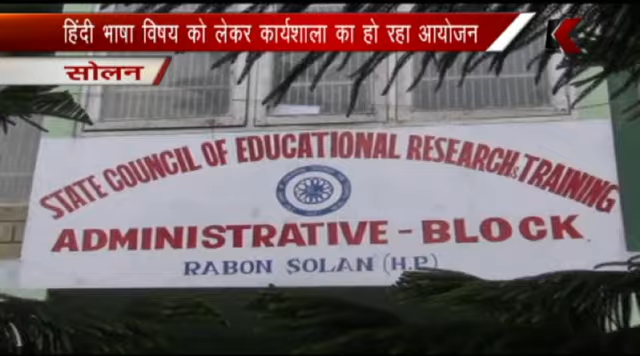 हिंदी भाषा विषय को लेकर कार्यशाला का हो रहा आयोजन
सोलन
STATE COUNCIL OF EDUCATIONAL RESEARCH & TRAINING
ADMINISTRATIVE - BLOCK
RABON SOLAN (H.P)